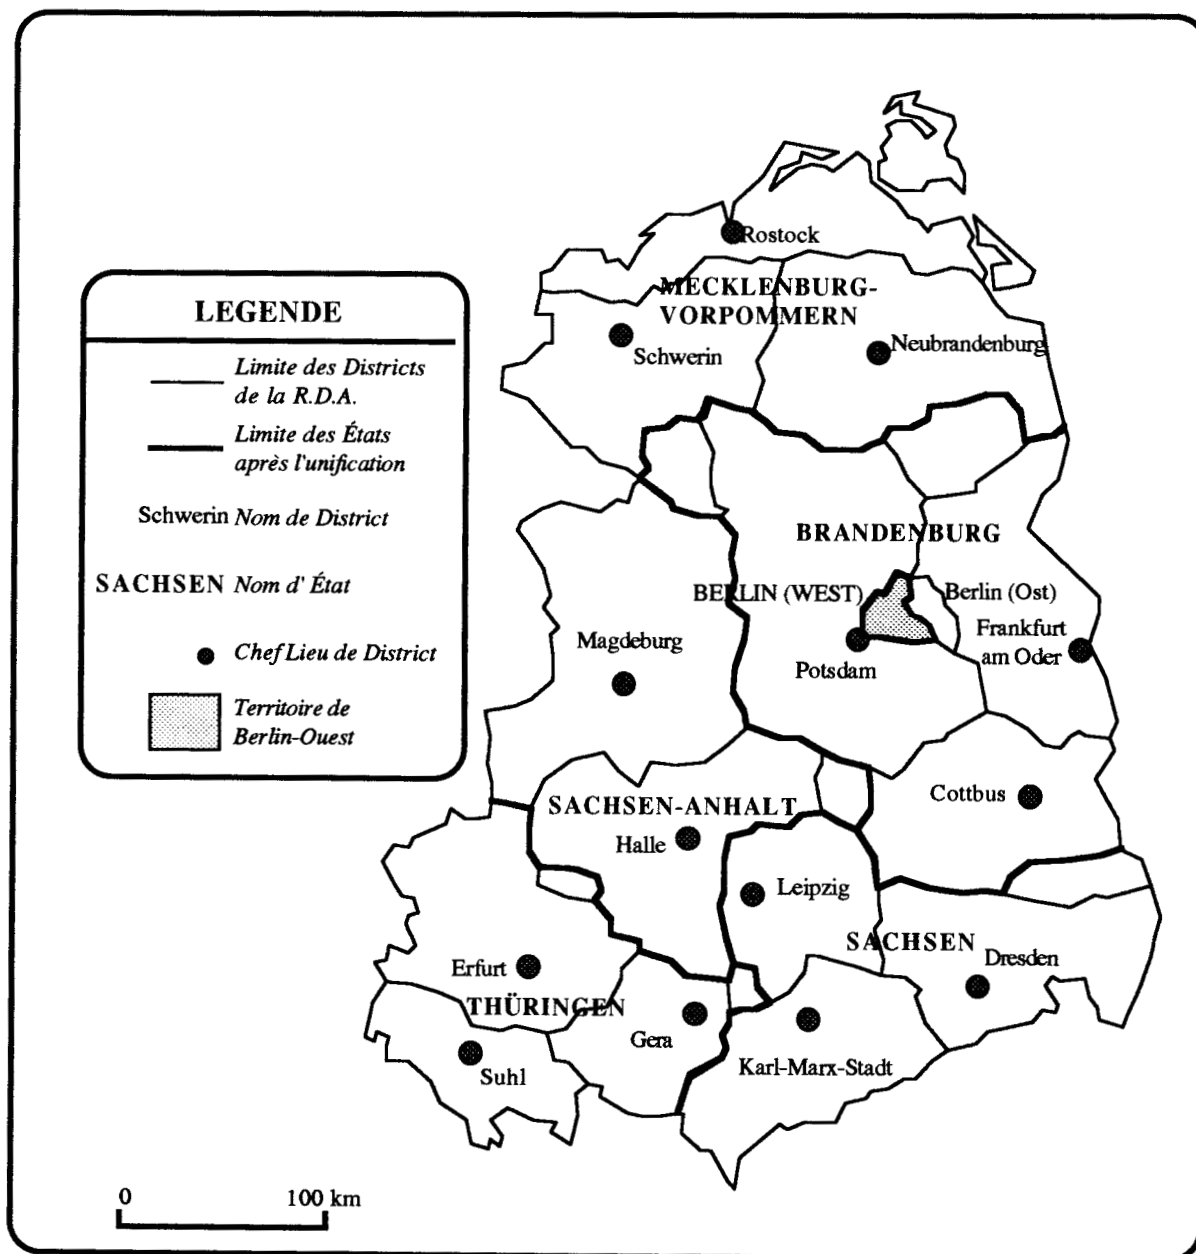 Rostock
MECKLENBURG-
VORPOMMERN
Schwerin
Neubrandenburg
LEGENDE
Limite des Districts
de la R.D.A.
Limite des États
après l'unification
Schwerin Nom de District
SACHSEN Nom d' État
Chef Lieu de District
Territoire de
Berlin-Ouest
BRANDENBURG
BERLIN (WEST)
Berlin (Ost)
Frankfurt
am Oder
Potsdam
Magdeburg
Cottbus
SACHSEN-ANHALT
Halle
Leipzig
SACHSEN
Dresden
Erfurt
THÜRINGEN
Gera
Suhl
Karl-Marx-Stadt
0 100 km